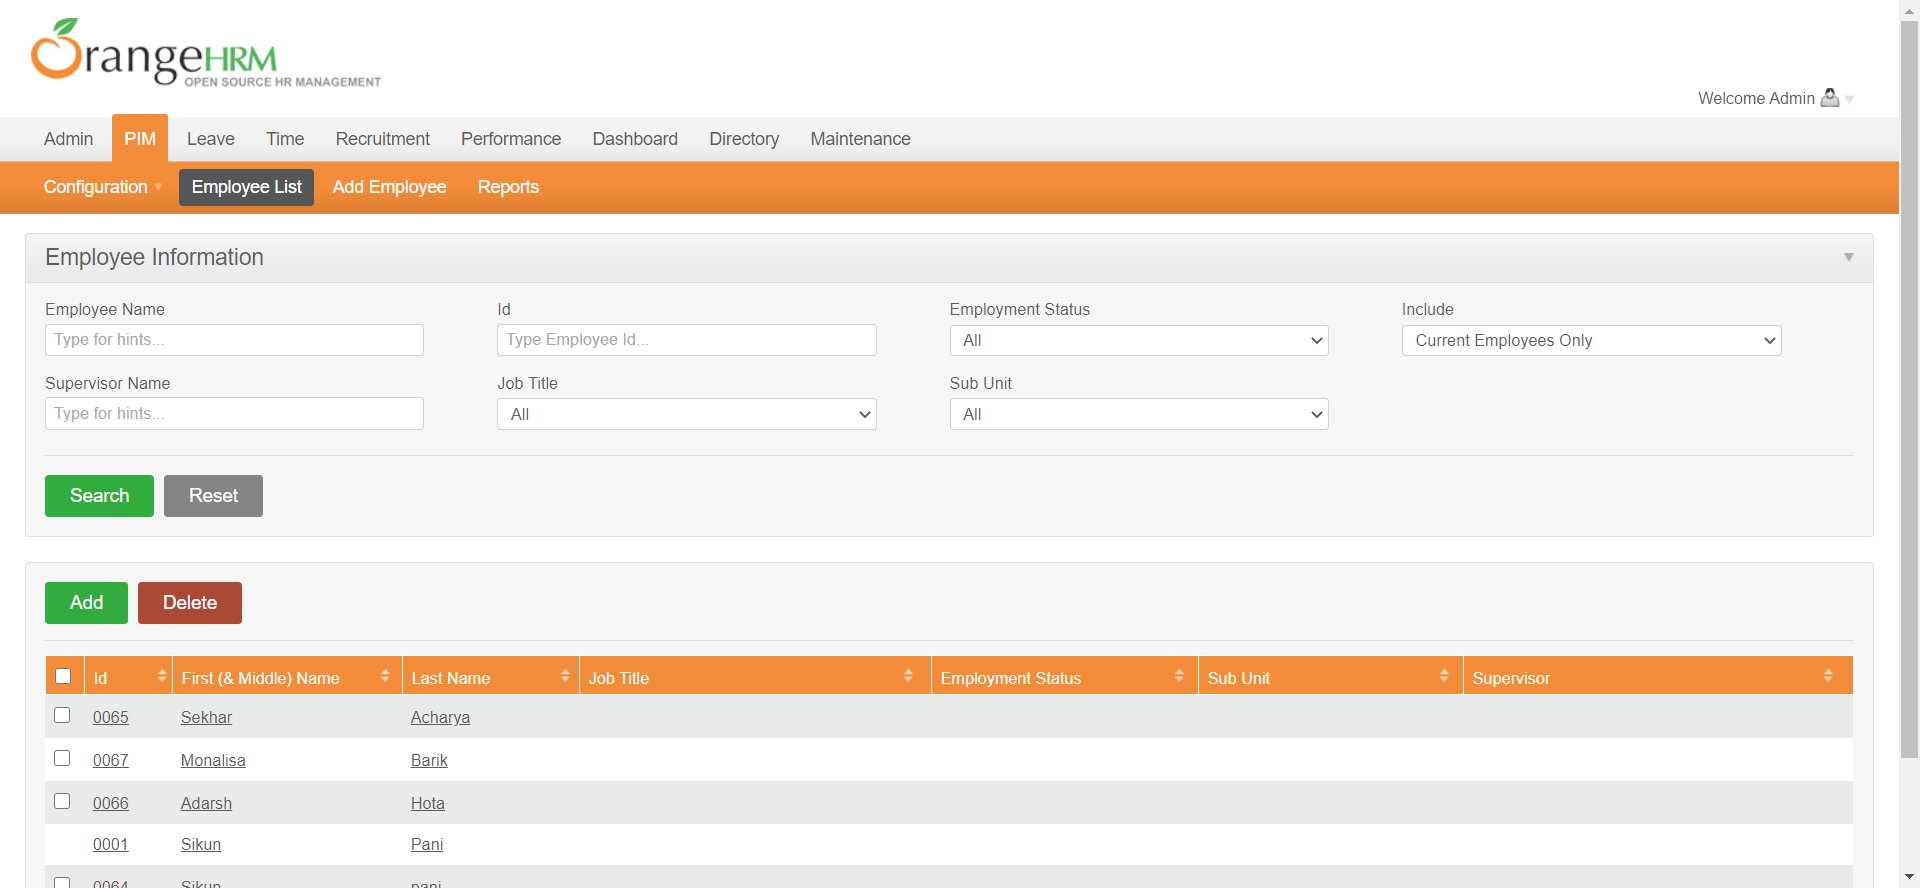 OrangeHRM
OPEN SOURCE HR MANAGEMENT
Welcome Admin
Admin PIM Leave Time Recruitment Performance Dashboard Directory Maintenance
Configuration Employee List Add Employee Reports
Employee Information
Employee Name Id Employment Status Include
Type for hints... Type Employee Id... All Current Employees Only
Supervisor Name Job Title Sub Unit
Type for hints... All All
Search Reset
Add Delete
Id First (& Middle) Name Last Name Job Title Employment Status Sub Unit Supervisor
0065 Sekhar Acharya
0067 Monalisa Barik
0066 Adarsh Hota
0001 Sikun Pani
0064 Sikun pani